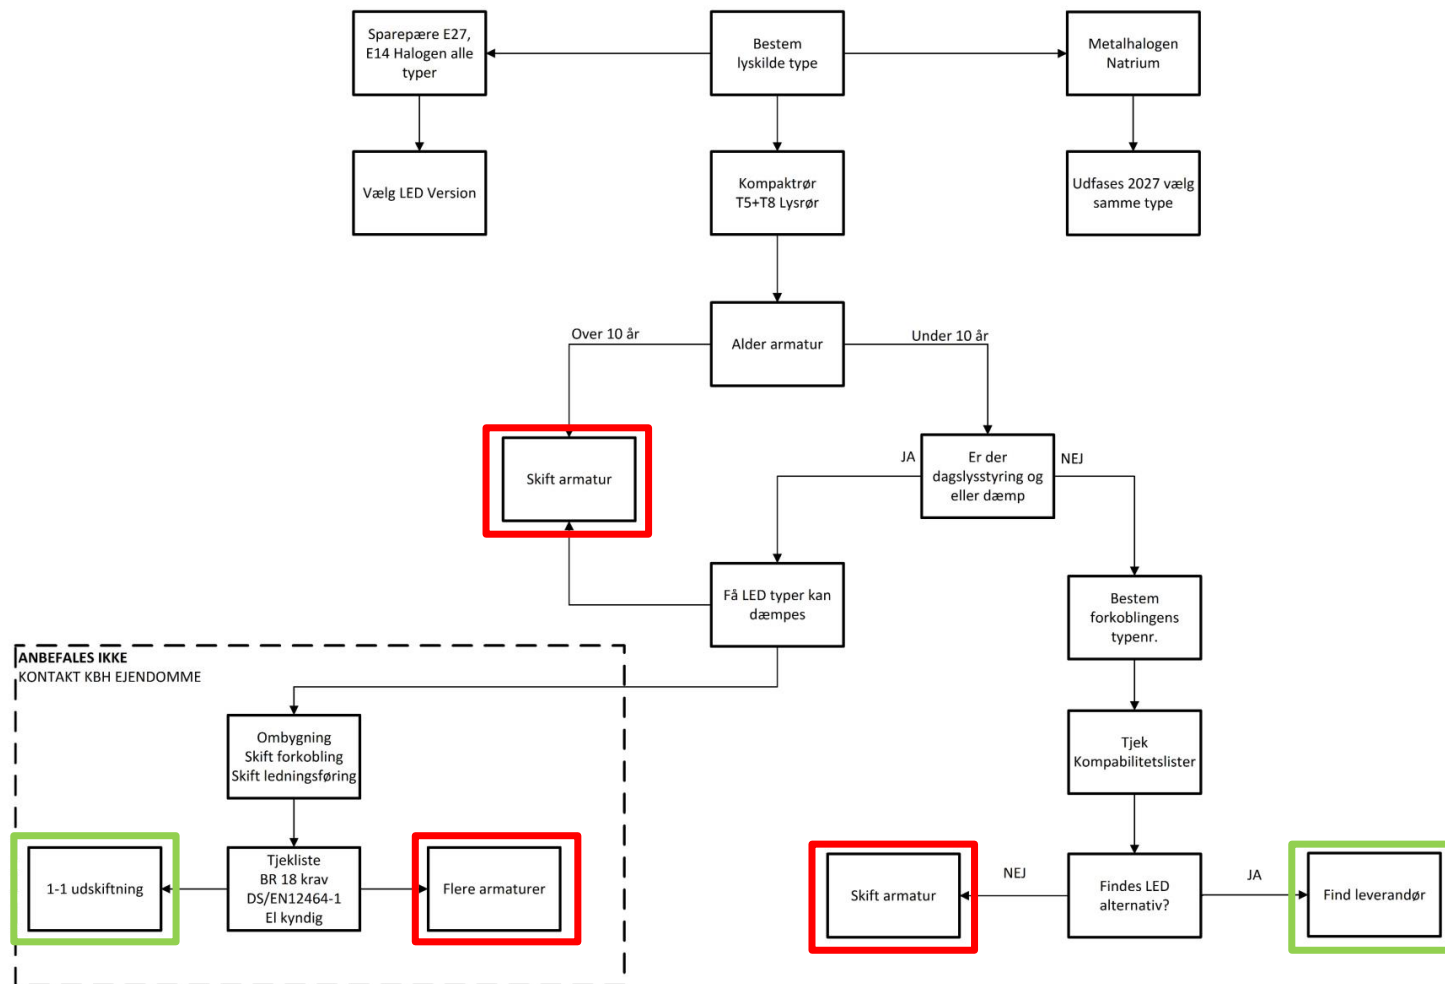 Sparepære E27,
E14 Halogen alle
typer
Bestem
lyskilde type
Metalhalogen
Natrium
Vælg LED Version
Kompaktrør
T5+T8 Lysrør
Udfases 2027 vælg
samme type
Over 10 år
Alder armatur
Under 10 år
Skift armatur
JA
Er der
dagslysstyring og
eller dæmp
NEJ
Få LED typer kan
dæmpes
Bestem
forkoblingens
typenr.
ANBEFALES IKKE
KONTAKT KBH EJENDOMME
Ombygning
Skift forkobling
Skift ledningsføring
Tjek
Kompabilitetslister
1-1 udskiftning
Tjekliste
BR 18 krav
DS/EN12464-1
El kyndig
Flere armaturer
Skift armatur
NEJ
Findes LED
alternativ?
JA
Find leverandør